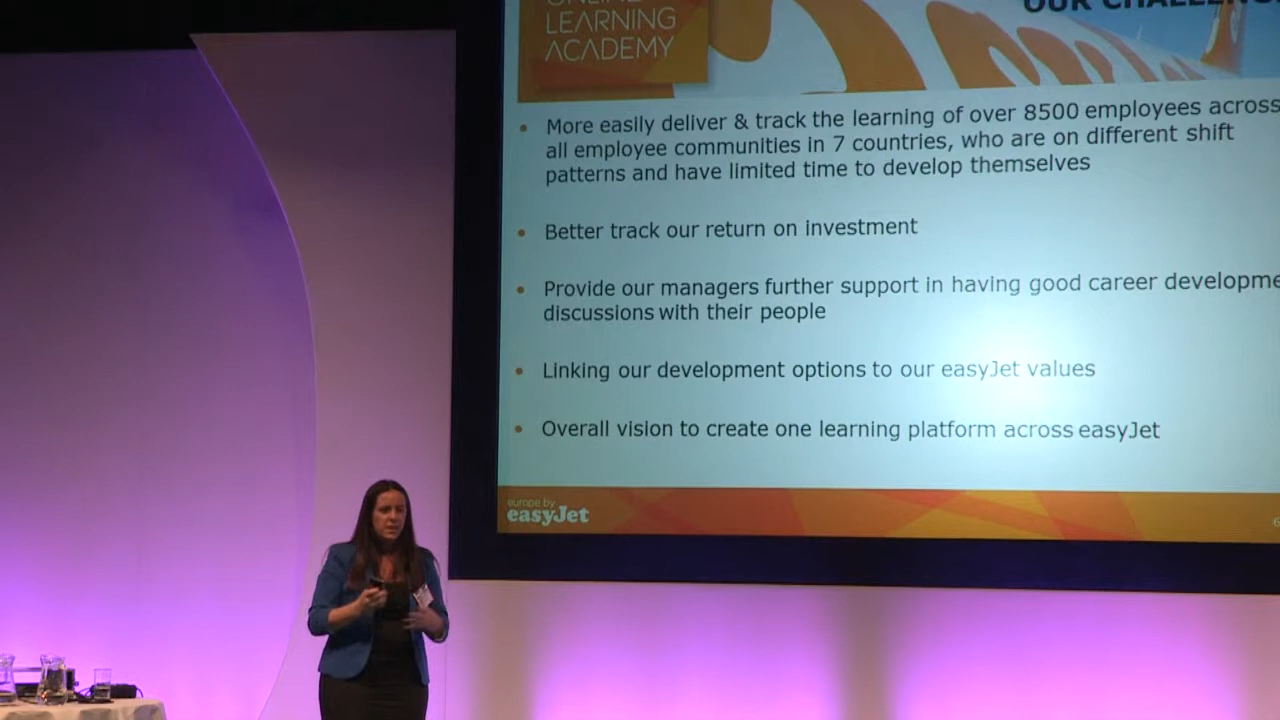 ONLINE
LEARNING
ACADEMY
OUR CHALLENG
More easily deliver & track the learning of over 8500 employees across
all employee communities in 7 countries, who are on different shift
patterns and have limited time to develop themselves
Better track our return on investment
Provide our managers further support in having good career developme
discussions with their people
Linking our development options to our easyJet values
Overall vision to create one learning platform across easyJet
europe by
easyJet